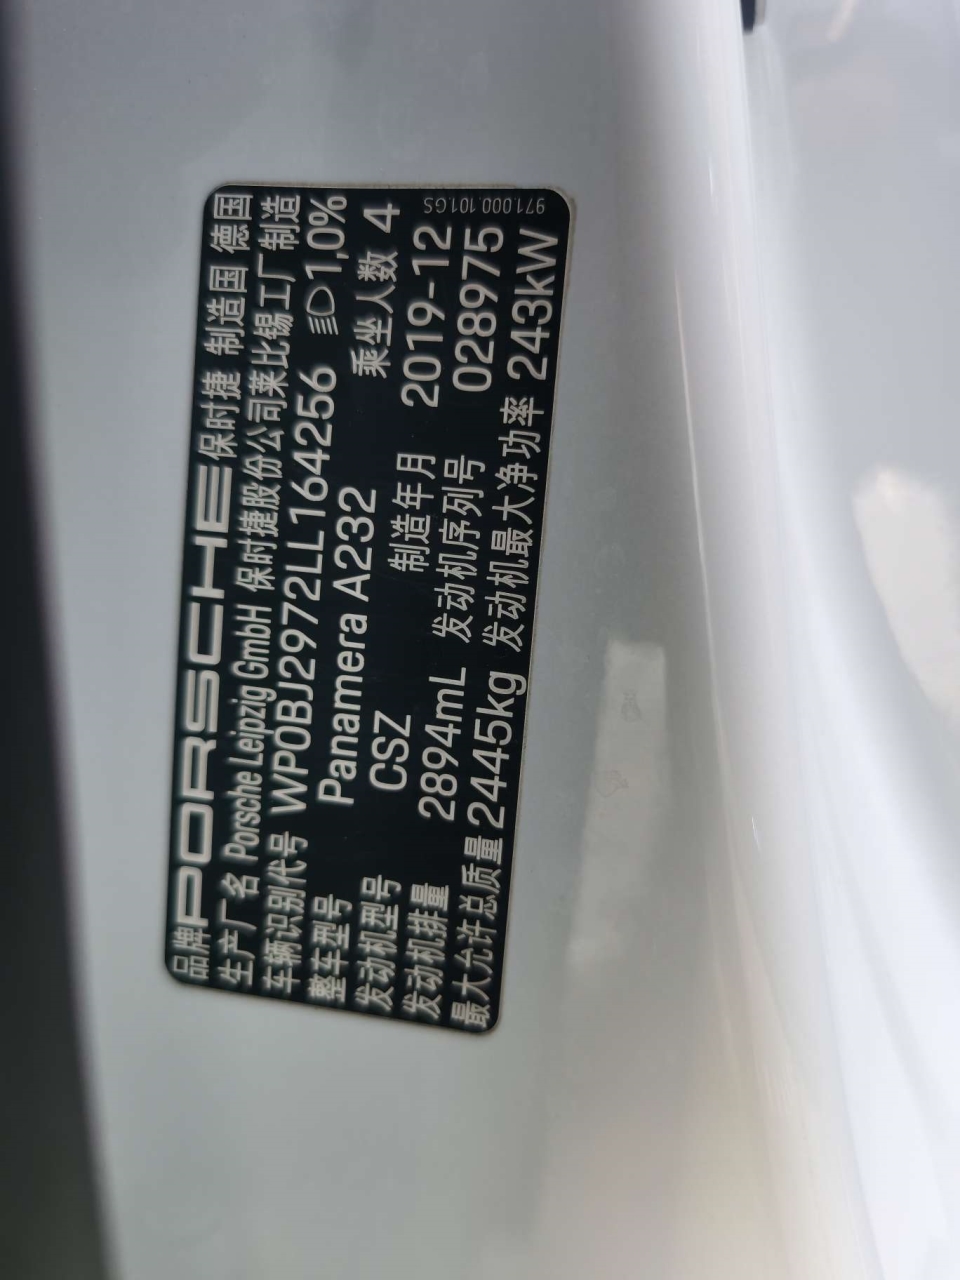 品牌 PORSCHE 保时捷 制造国 德国
生产厂名 Porsche Leipzig GmbH 保时捷股份公司莱比锡工厂制造
车辆识别代号 WP0BJ2972LL164256 1,0%
整车型号 Panamera A232 乘坐人数 4
发动机型号 CSZ 制造年月 2019-12
发动机排量 2894mL 发动机序列号 028975
最大允许总质量 2445kg 发动机最大净功率 243kW
971.000.101.GS